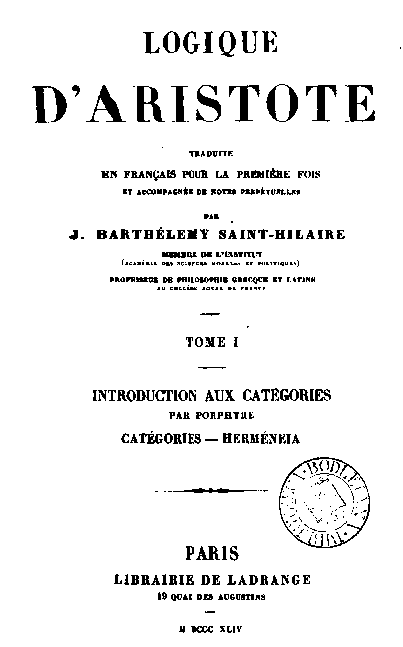 LOGIQUE
D'ARISTOTE
TRADUITE
EN FRANÇAIS POUR LA PREMIÈRE FOIS
ET ACCOMPAGNÉE DE NOTES PERPÉTUELLES
PAR
J. BARTHÉLEMY SAINT-HILAIRE
MEMBRE DE L'INSTITUT
(ACADÉMIE DES SCIENCES MORALES ET POLITIQUES)
PROFESSEUR DE PHILOSOPHIE GRECQUE ET LATINE
AU COLLÈGE ROYAL DE FRANCE
TOME I
INTRODUCTION AUX CATÉGORIES
PAR PORPHYRE
CATÉGORIES — HERMÉNEIA
PARIS
LIBRAIRIE DE LADRANGE
19 QUAI DES AUGUSTINS
M DCCC XLIV